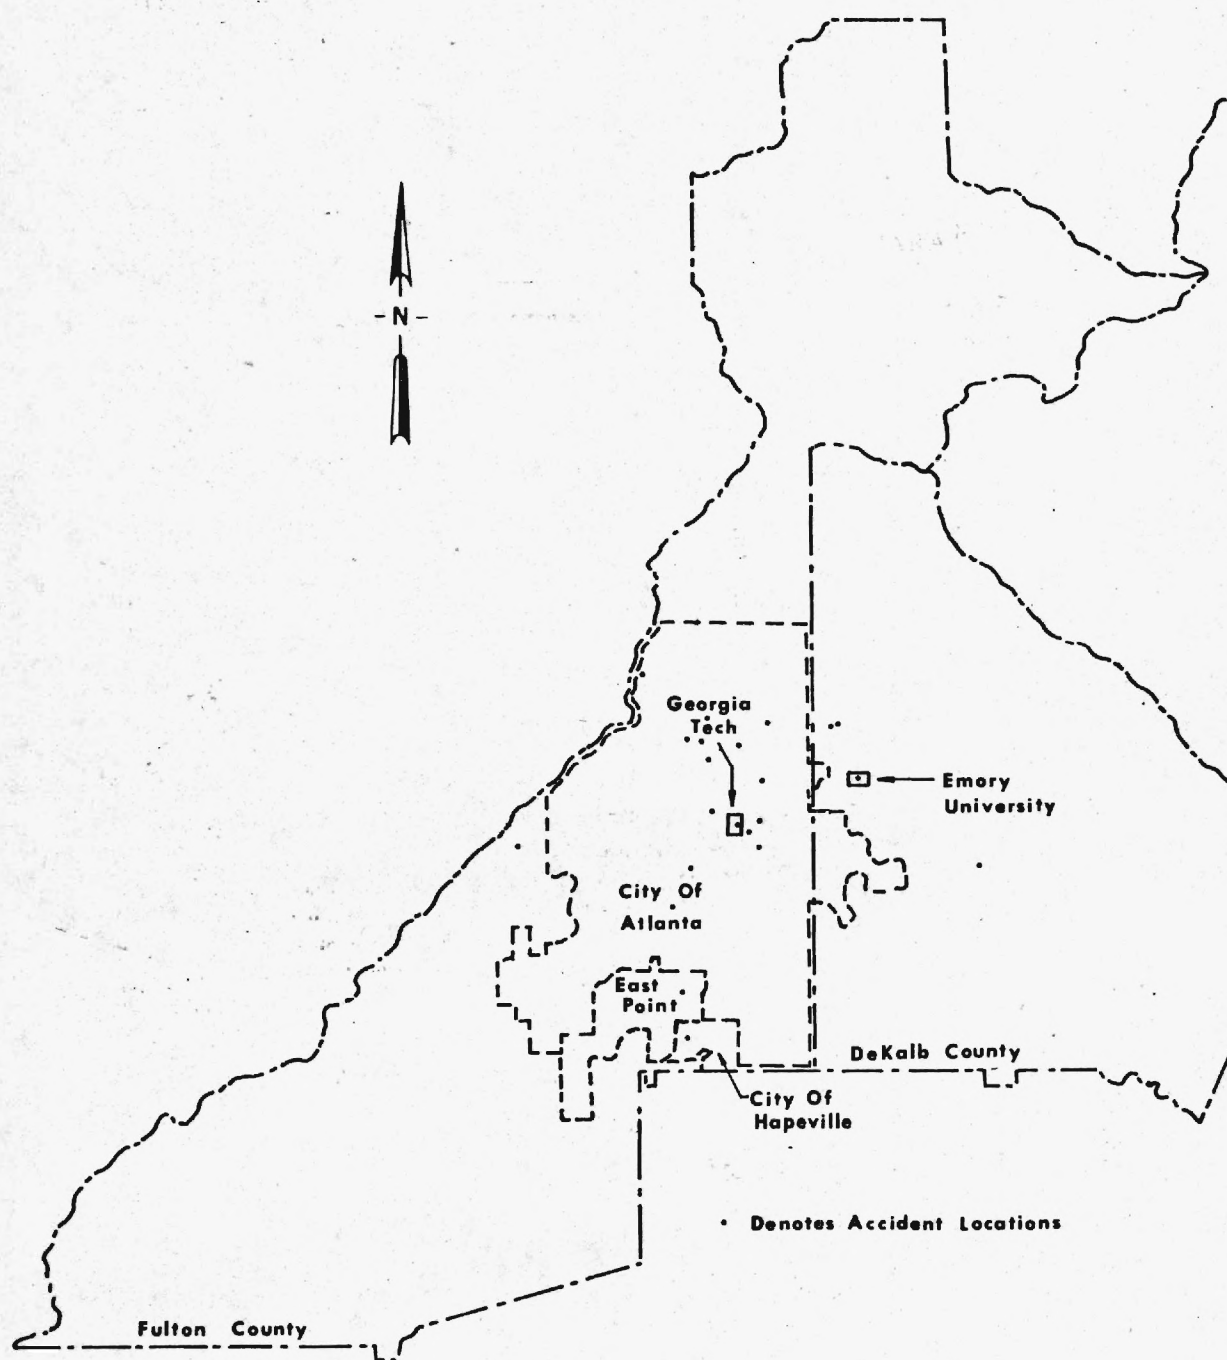 - N -
Georgia
Tech
Emory
University
City Of
Atlanta
East
Point
DeKalb County
City Of
Hapeville
• Denotes Accident Locations
Fulton County